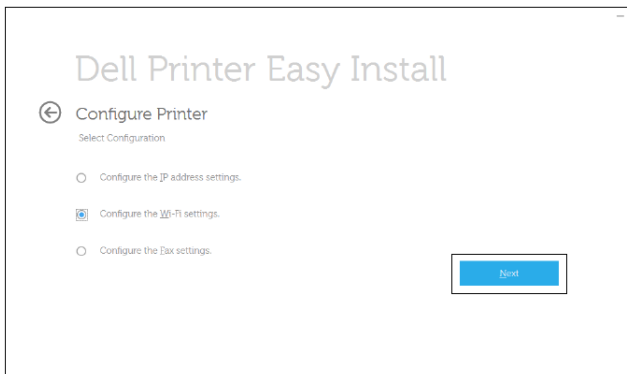 Dell Printer Easy Install
Configure Printer
Select Configuration
Configure the IP address settings.
Configure the Wi-Fi settings.
Configure the Fax settings.
Next